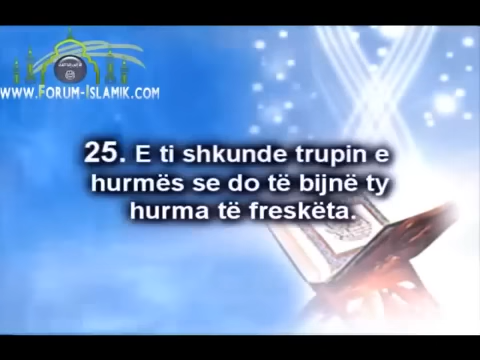 www.Forum-Islamik.com
25. E ti shkunde trupin e
hurmës se do të bijnë ty
hurma të freskëta.